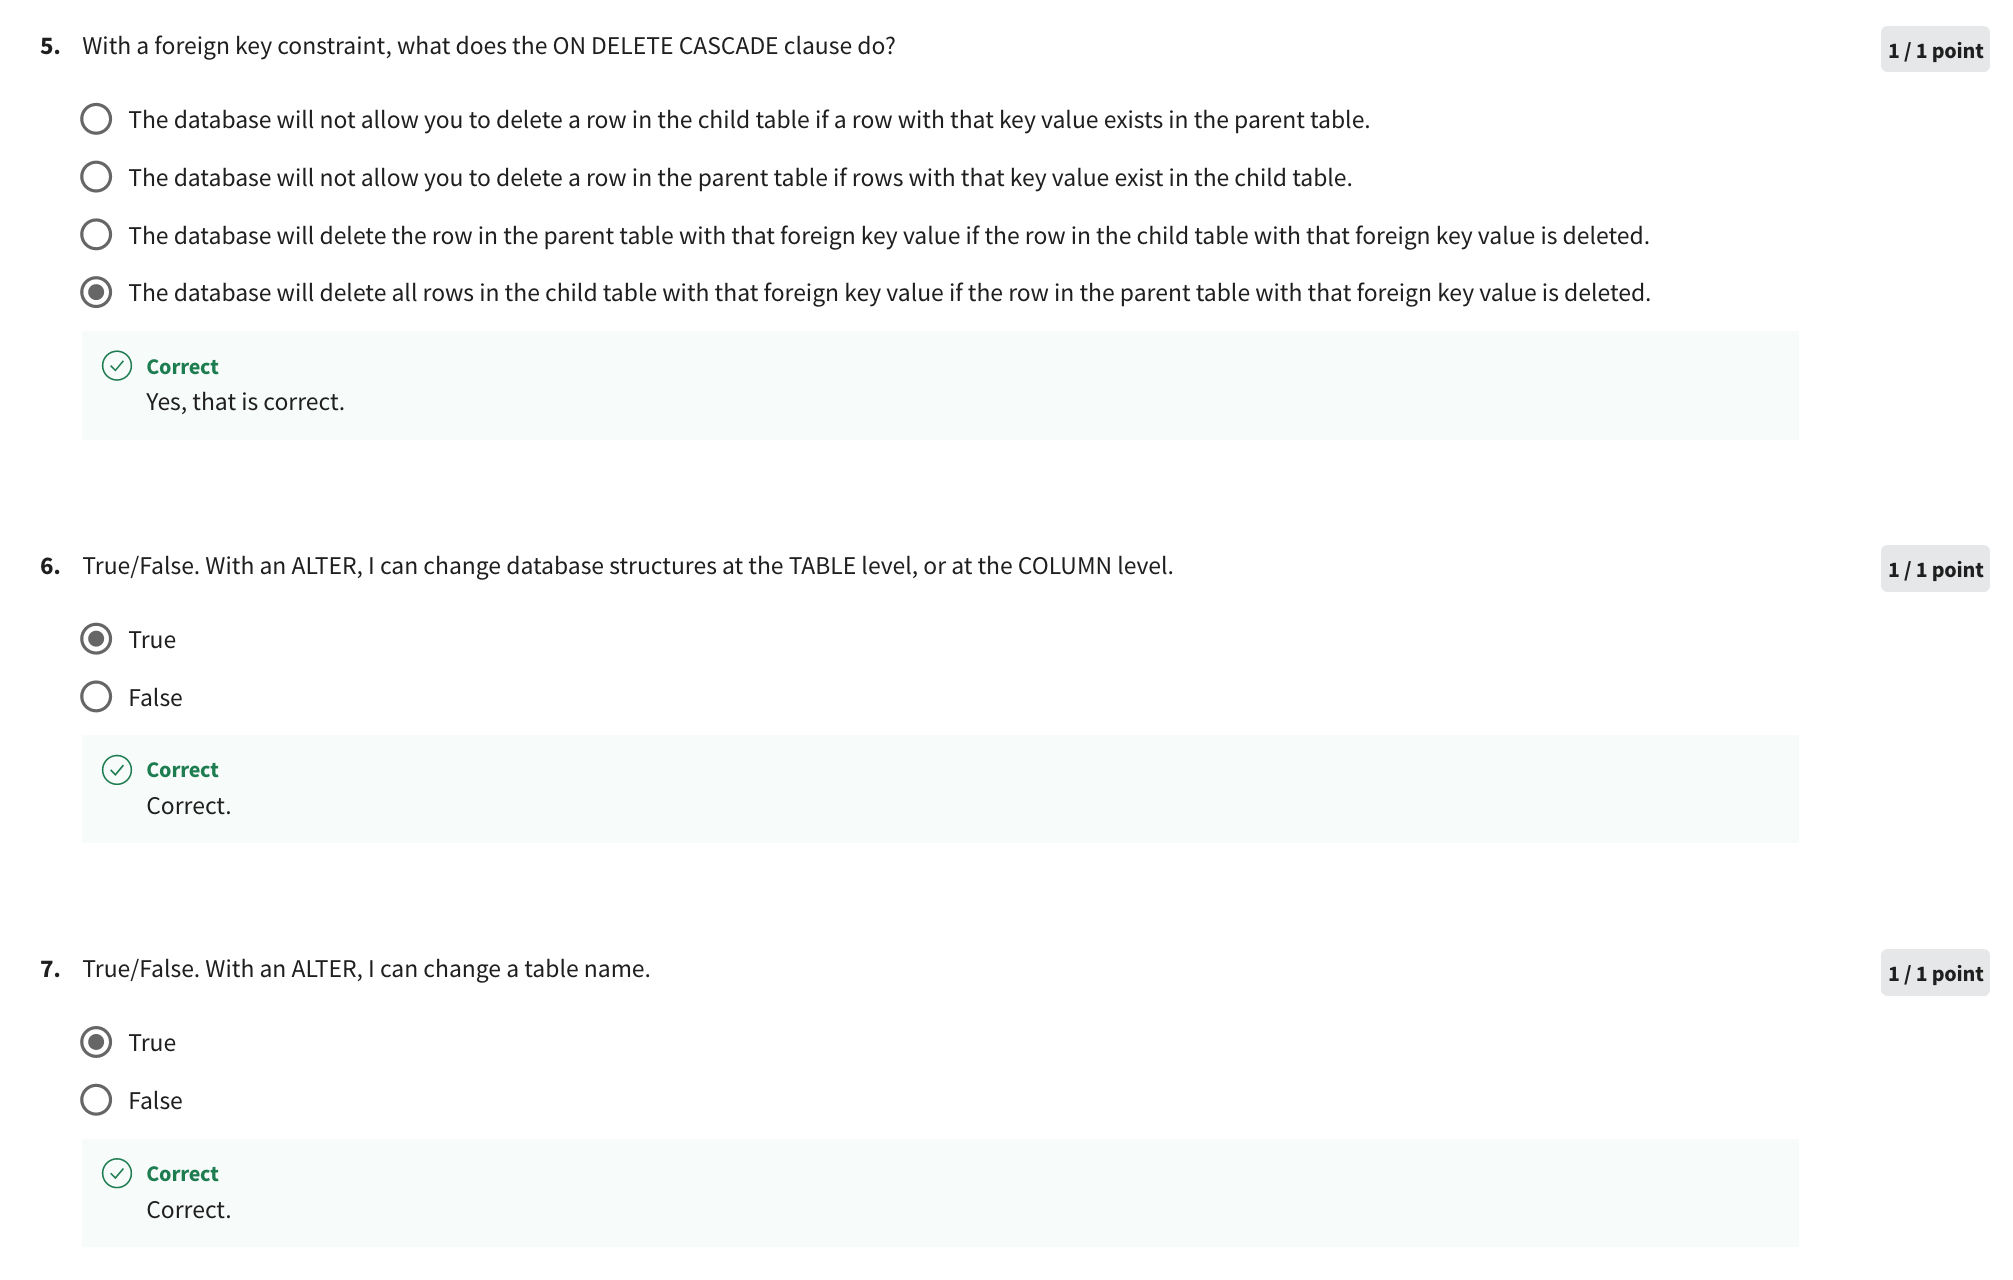 5. With a foreign key constraint, what does the ON DELETE CASCADE clause do?
1 / 1 point
The database will not allow you to delete a row in the child table if a row with that key value exists in the parent table.
The database will not allow you to delete a row in the parent table if rows with that key value exist in the child table.
The database will delete the row in the parent table with that foreign key value if the row in the child table with that foreign key value is deleted.
The database will delete all rows in the child table with that foreign key value if the row in the parent table with that foreign key value is deleted.
Correct
Yes, that is correct.
6. True/False. With an ALTER, I can change database structures at the TABLE level, or at the COLUMN level.
1 / 1 point
True
False
Correct
Correct.
7. True/False. With an ALTER, I can change a table name.
1 / 1 point
True
False
Correct
Correct.